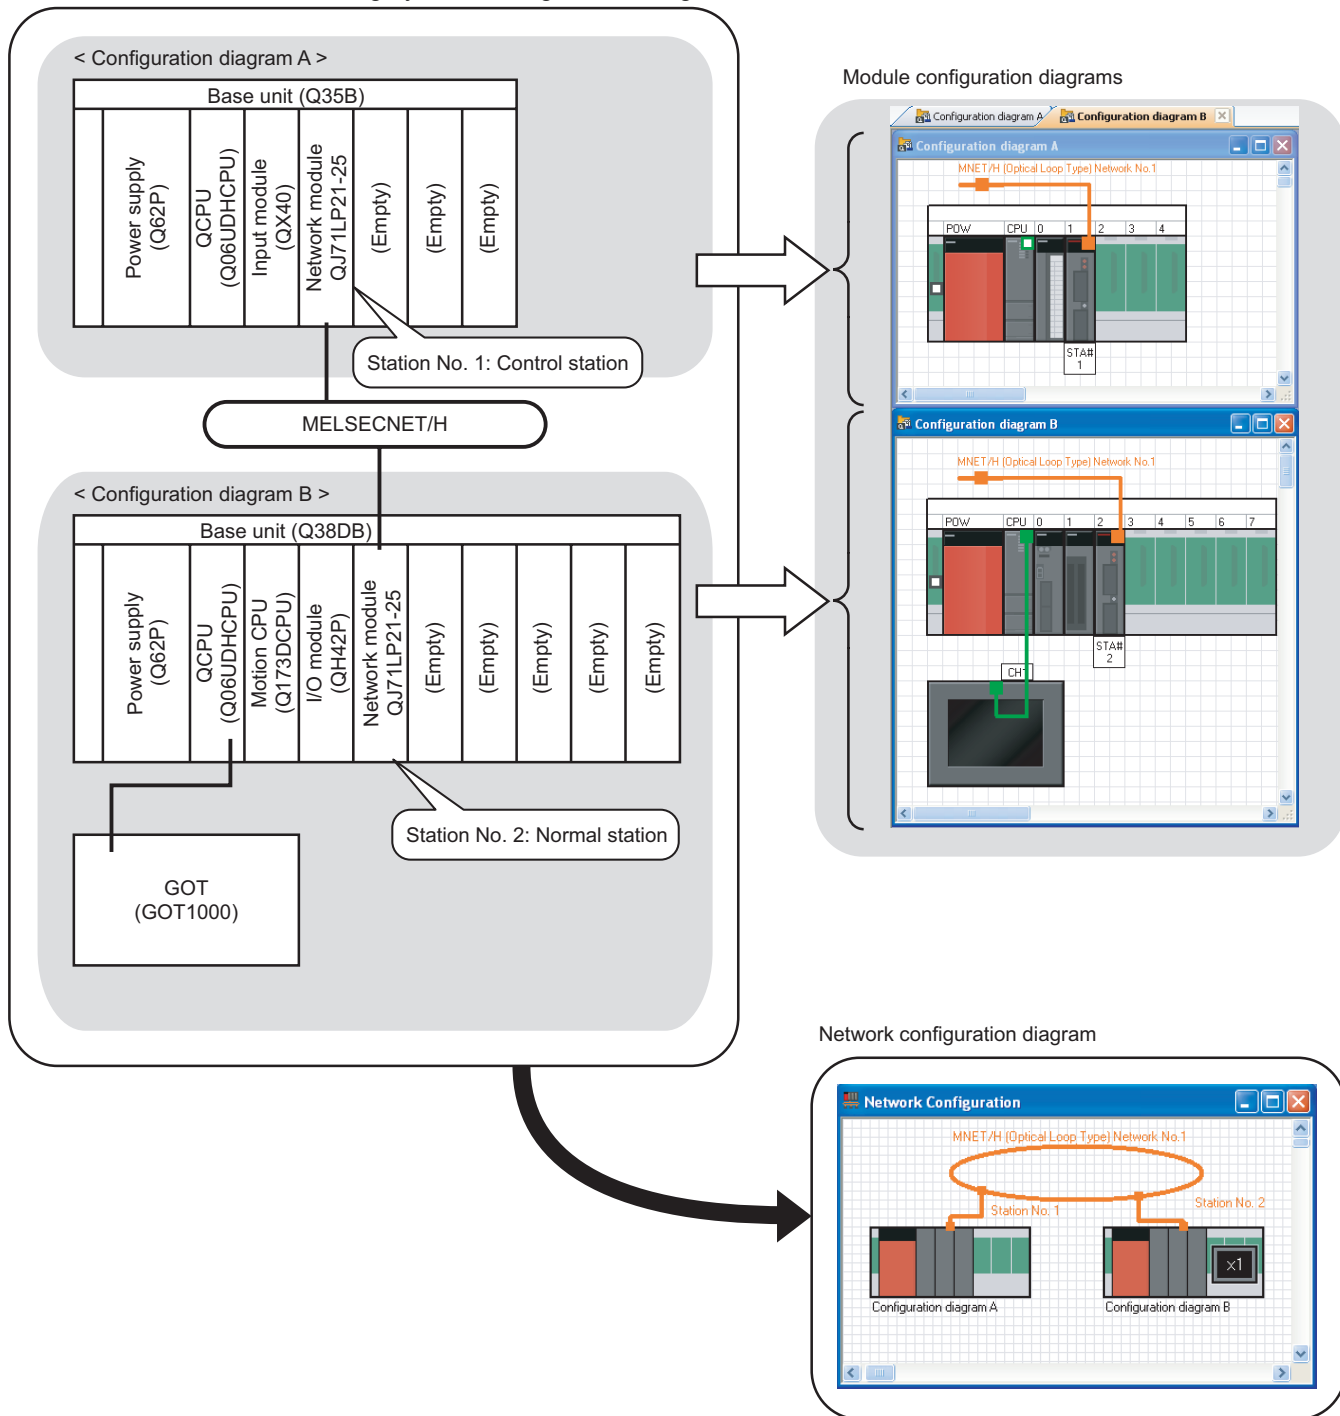 < Configuration diagram A >
Base unit (Q35B)
Power supply
(Q62P)
QCPU
(Q06UDHCPU)
Input module
(QX40)
Network module
QJ71LP21-25
(Empty)
(Empty)
(Empty)
Station No. 1: Control station
MELSECNET/H
< Configuration diagram B >
Base unit (Q38DB)
Power supply
(Q62P)
QCPU
(Q06UDHCPU)
Motion CPU
(Q173DCPU)
I/O module
(QH42P)
Network module
QJ71LP21-25
(Empty)
(Empty)
(Empty)
(Empty)
(Empty)
Station No. 2: Normal station
GOT
(GOT1000)
Module configuration diagrams
Configuration diagram A
Configuration diagram B
Configuration diagram A
MNET/H (Optical Loop Type) Network No.1
POW CPU 0 1 2 3 4
STA#
1
Configuration diagram B
MNET/H (Optical Loop Type) Network No.1
POW CPU 0 1 2 3 4 5 6 7
STA#
2
CH1
Network configuration diagram
Network Configuration
MNET/H (Optical Loop Type) Network No.1
Station No. 1
Station No. 2
x1
Configuration diagram A
Configuration diagram B